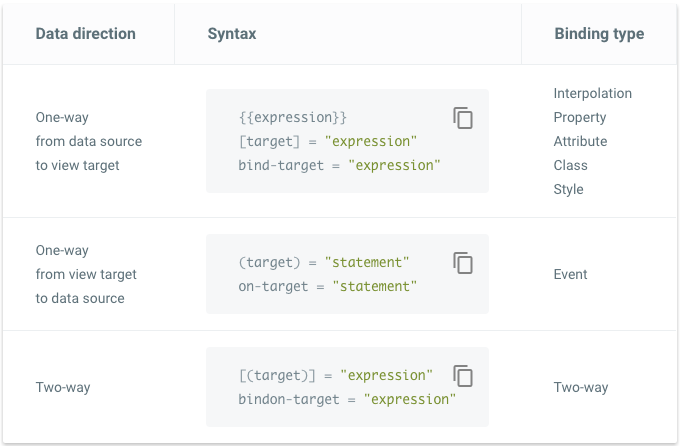 Data direction Syntax Binding type
One-way
from data source
to view target
{{expression}}
[target] = "expression"
bind-target = "expression"
Interpolation
Property
Attribute
Class
Style
One-way
from view target
to data source
(target) = "statement"
on-target = "statement"
Event
Two-way
[(target)] = "expression"
bindon-target = "expression"
Two-way